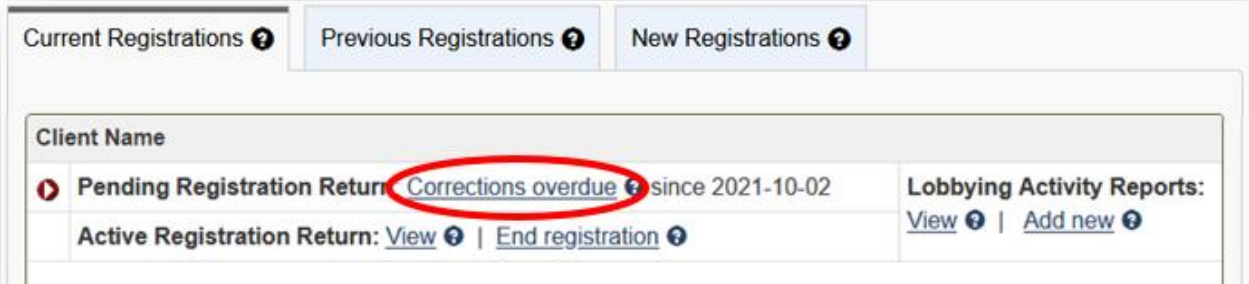 Current Registrations ? Previous Registrations ? New Registrations ?
Client Name
Pending Registration Return Corrections overdue ? since 2021-10-02
Lobbying Activity Reports:
View ? | Add new ?
Active Registration Return: View ? | End registration ?